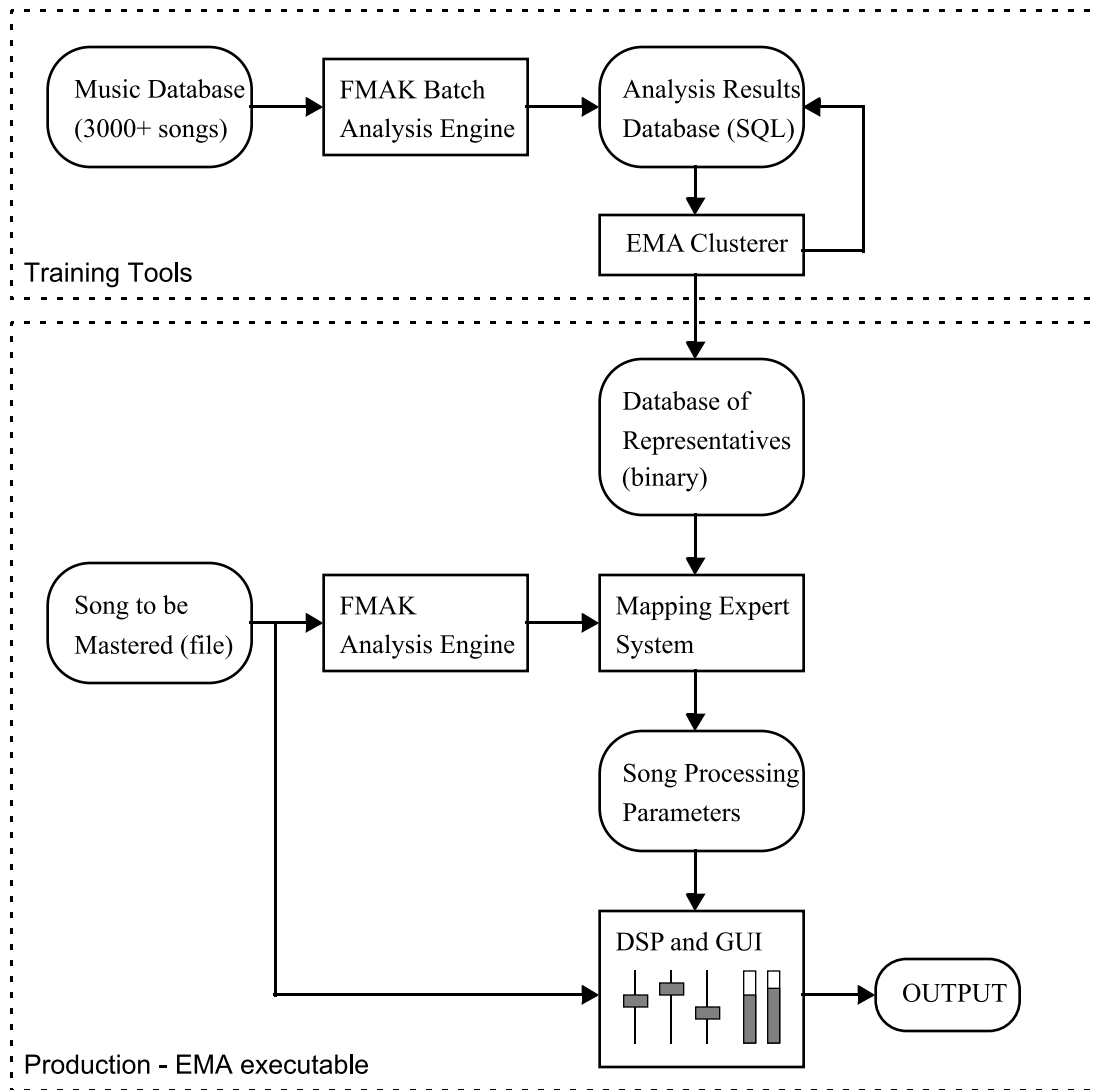 Music Database
(3000+ songs)
FMAK Batch
Analysis Engine
Analysis Results
Database (SQL)
EMA Clusterer
Training Tools
Database of
Representatives
(binary)
Song to be
Mastered (file)
FMAK
Analysis Engine
Mapping Expert
System
Song Processing
Parameters
DSP and GUI
OUTPUT
Production - EMA executable